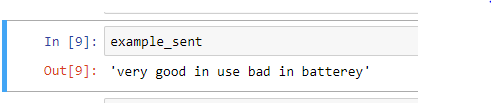 In [9]: example_sent
Out[9]: 'very good in use bad in batterey'